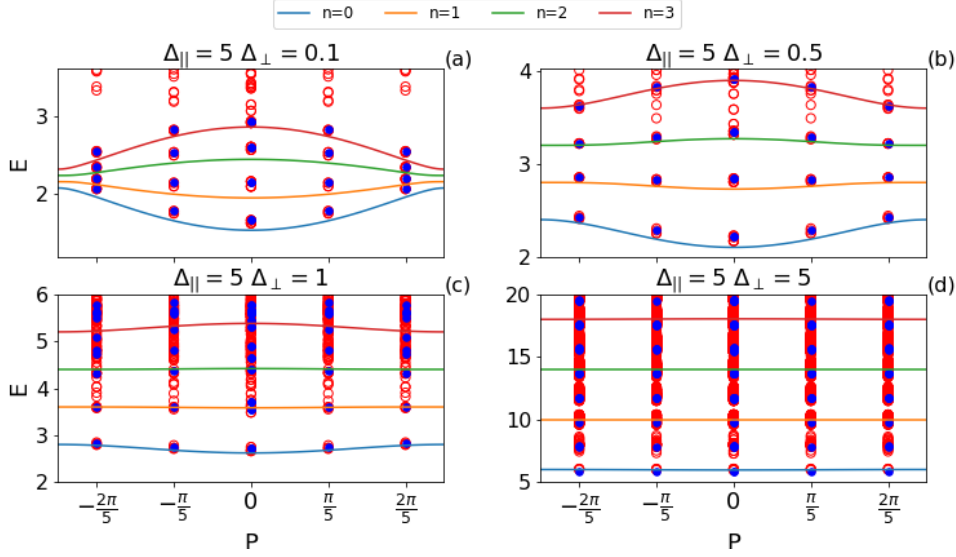 n=0 n=1 n=2 n=3
Δ|| = 5 Δ⊥ = 0.1 (a)
Δ|| = 5 Δ⊥ = 0.5 (b)
E
3
2
4
3
2
Δ|| = 5 Δ⊥ = 1 (c)
Δ|| = 5 Δ⊥ = 5 (d)
E
6
5
4
3
2
20
15
10
5
−2π/5 −π/5 0 π/5 2π/5
−2π/5 −π/5 0 π/5 2π/5
P
P